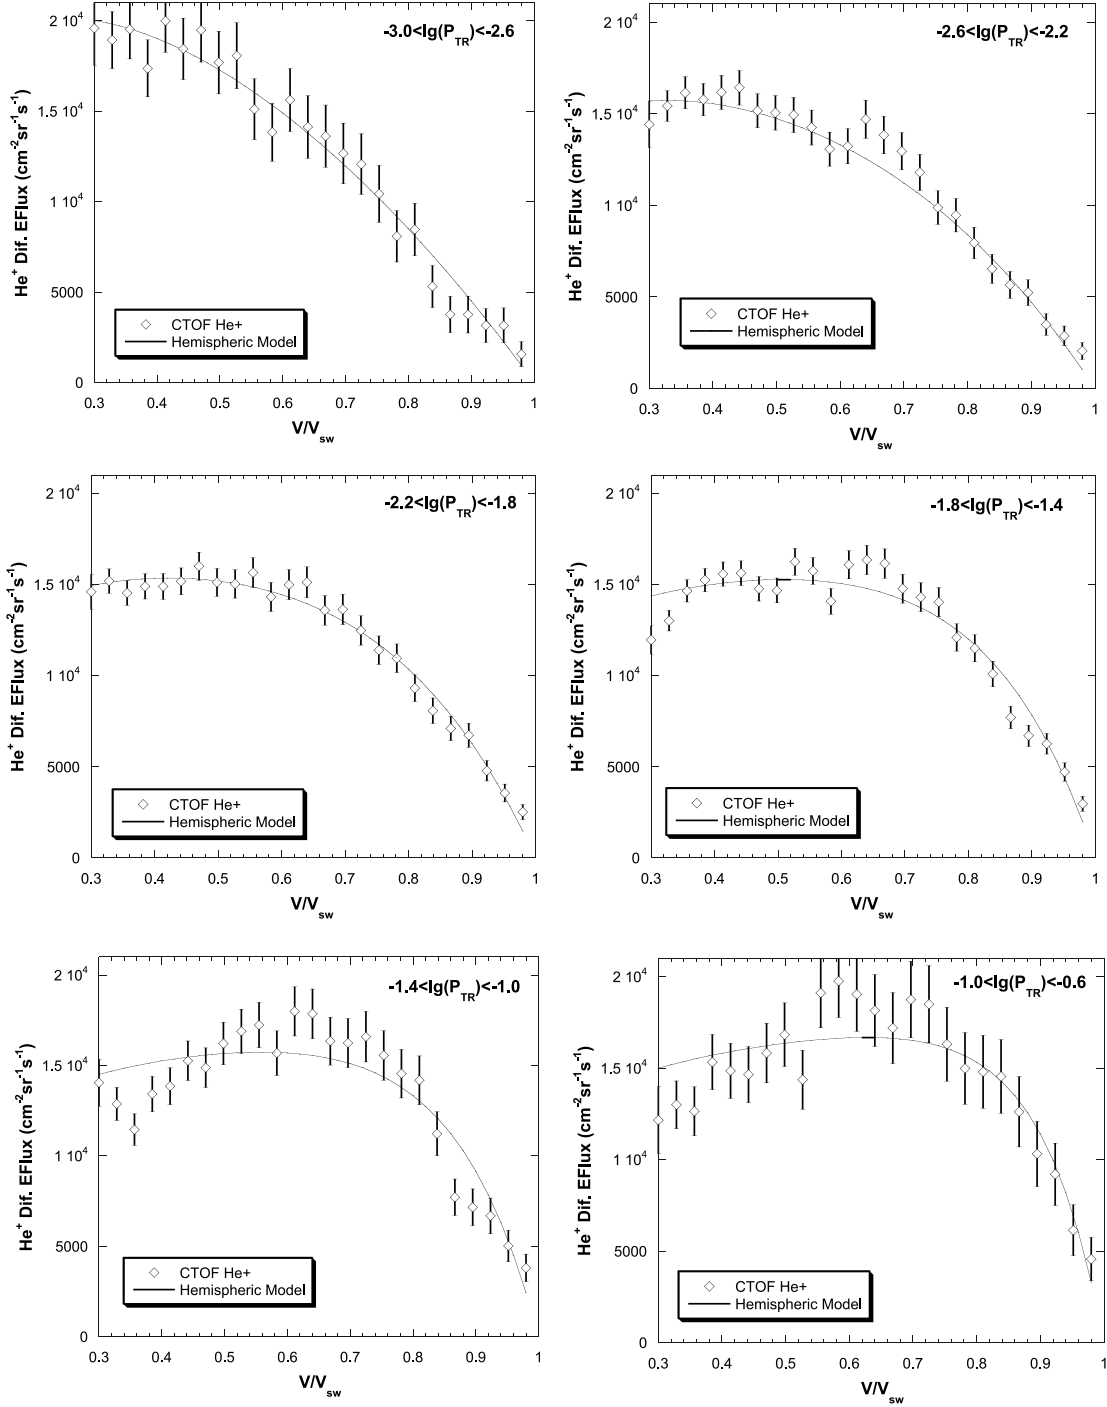 -3.0<lg(P_TR)<-2.6
He+ Dif. EFlux (cm-2sr-1s-1)
2 10^4
1.5 10^4
1 10^4
5000
0
CTOF He+
Hemispheric Model
0.3 0.4 0.5 0.6 0.7 0.8 0.9 1
V/V_sw
-2.6<lg(P_TR)<-2.2
He+ Dif. EFlux (cm-2sr-1s-1)
2 10^4
1.5 10^4
1 10^4
5000
0
CTOF He+
Hemispheric Model
0.3 0.4 0.5 0.6 0.7 0.8 0.9 1
V/V_sw
-2.2<lg(P_TR)<-1.8
He+ Dif. EFlux (cm-2sr-1s-1)
2 10^4
1.5 10^4
1 10^4
5000
0
CTOF He+
Hemispheric Model
0.3 0.4 0.5 0.6 0.7 0.8 0.9 1
V/V_sw
-1.8<lg(P_TR)<-1.4
He+ Dif. EFlux (cm-2sr-1s-1)
2 10^4
1.5 10^4
1 10^4
5000
0
CTOF He+
Hemispheric Model
0.3 0.4 0.5 0.6 0.7 0.8 0.9 1
V/V_sw
-1.4<lg(P_TR)<-1.0
He+ Dif. EFlux (cm-2sr-1s-1)
2 10^4
1.5 10^4
1 10^4
5000
0
CTOF He+
Hemispheric Model
0.3 0.4 0.5 0.6 0.7 0.8 0.9 1
V/V_sw
-1.0<lg(P_TR)<-0.6
He+ Dif. EFlux (cm-2sr-1s-1)
2 10^4
1.5 10^4
1 10^4
5000
0
CTOF He+
Hemispheric Model
0.3 0.4 0.5 0.6 0.7 0.8 0.9 1
V/V_sw